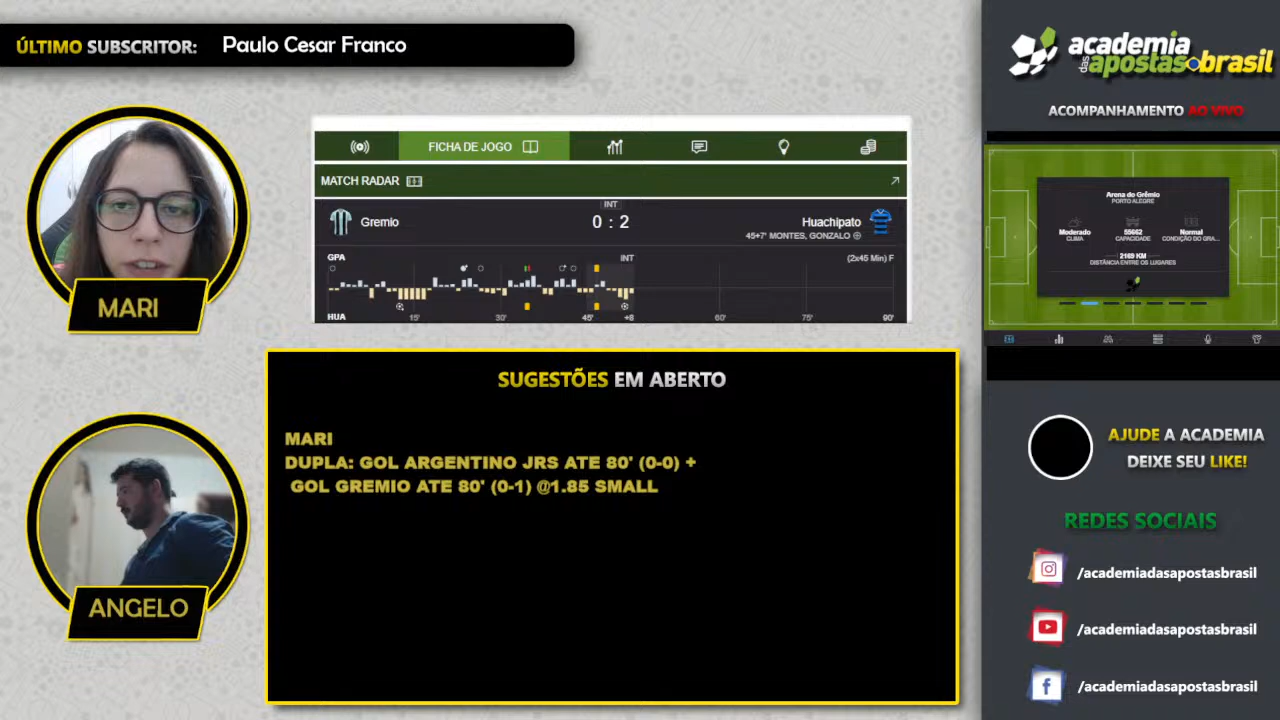 ÚLTIMO SUBSCRITOR: Paulo Cesar Franco
academia
das apostas brasil
ACOMPANHAMENTO AO VIVO
FICHA DE JOGO
MATCH RADAR
INT
Gremio 0 : 2 Huachipato
45+7' MONTES, GONZALO
GPA INT (2x45 Min) F
HUA 15' 30' 45' +8 60' 75' 90'
MARI
Arena do Grêmio
PORTO ALEGRE
Moderado 55662 Normal
CLIMA CAPACIDADE CONDIÇÃO DO GRA...
2169 KM
DISTÂNCIA ENTRE OS LUGARES
SUGESTÕES EM ABERTO
MARI
DUPLA: GOL ARGENTINO JRS ATE 80' (0-0) +
GOL GREMIO ATE 80' (0-1) @1.85 SMALL
ANGELO
AJUDE A ACADEMIA
DEIXE SEU LIKE!
REDES SOCIAIS
/academiadasapostasbrasil
/academiadasapostasbrasil
/academiadasapostasbrasil